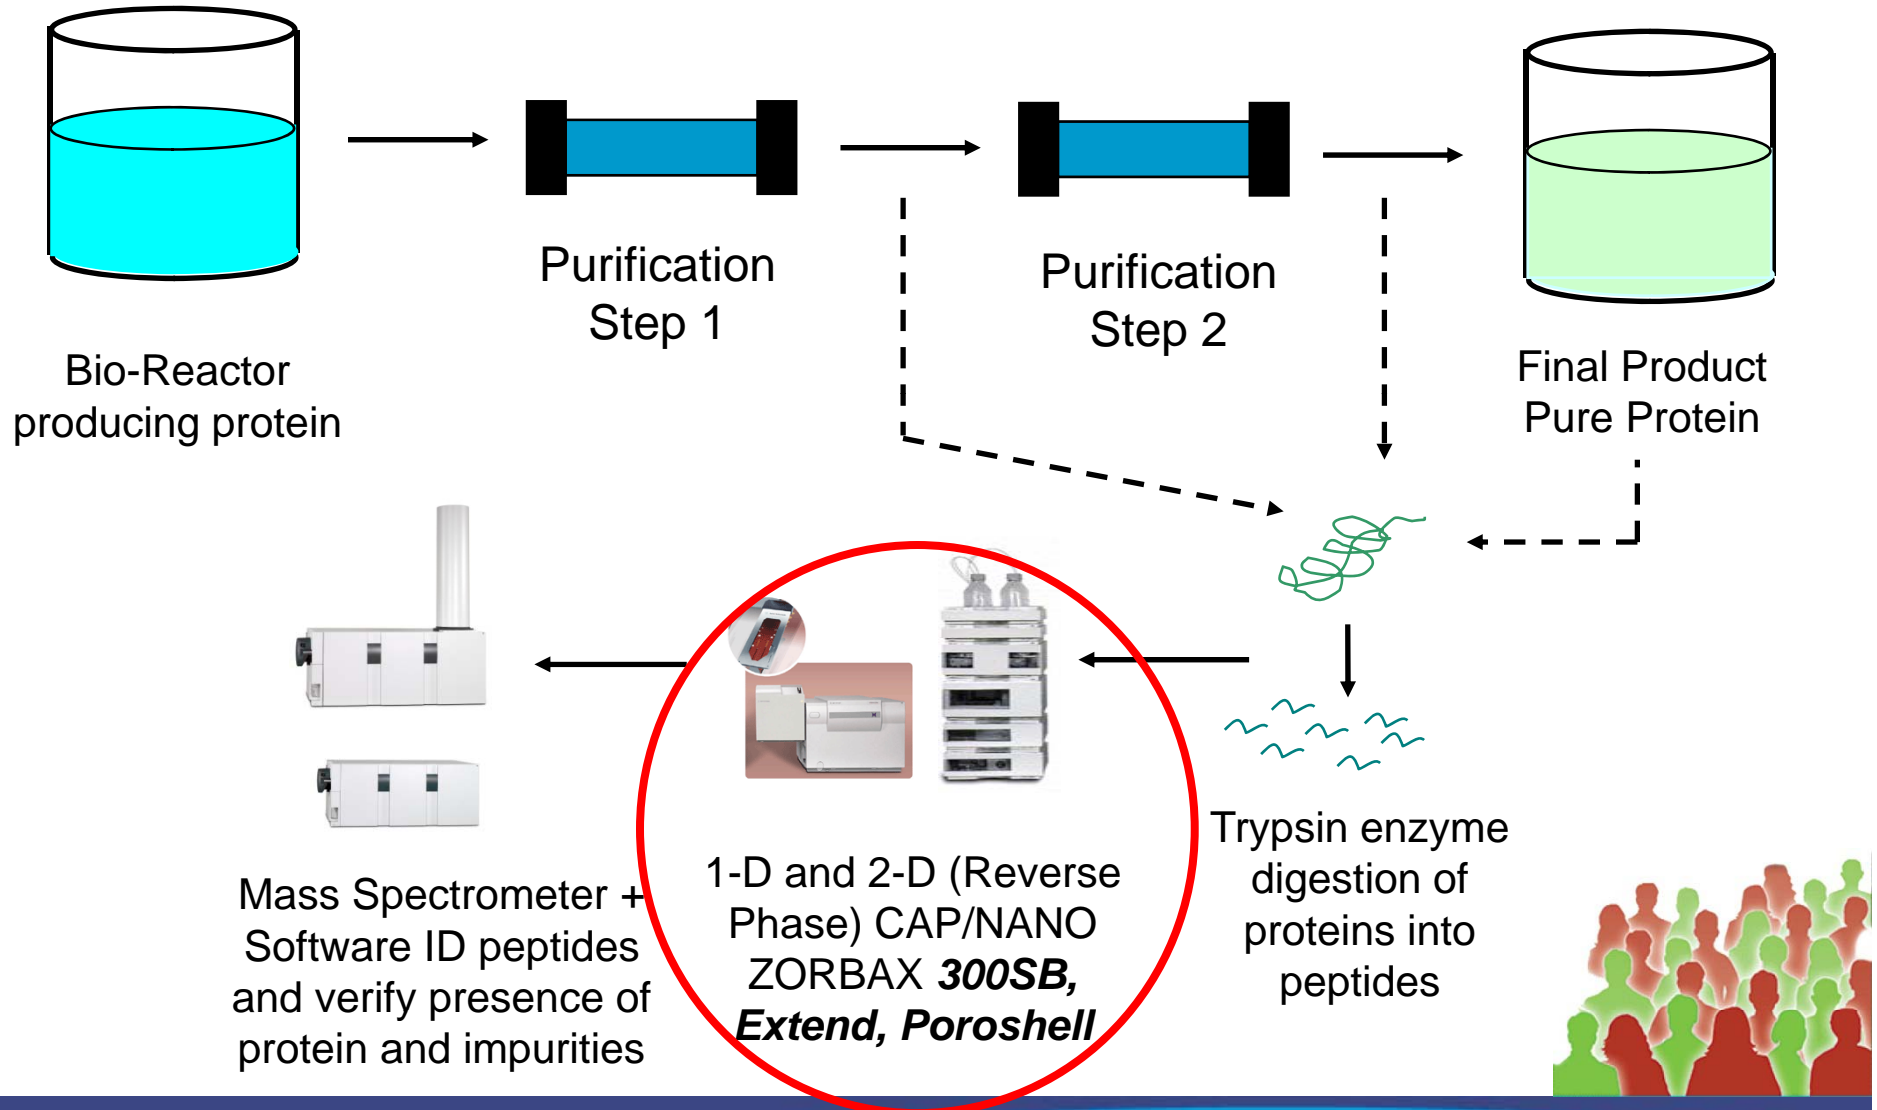 Purification
Step 1
Purification
Step 2
Bio-Reactor
producing protein
Final Product
Pure Protein
Mass Spectrometer +
Software ID peptides
and verify presence of
protein and impurities
1-D and 2-D (Reverse
Phase) CAP/NANO
ZORBAX 300SB,
Extend, Poroshell
Trypsin enzyme
digestion of
proteins into
peptides